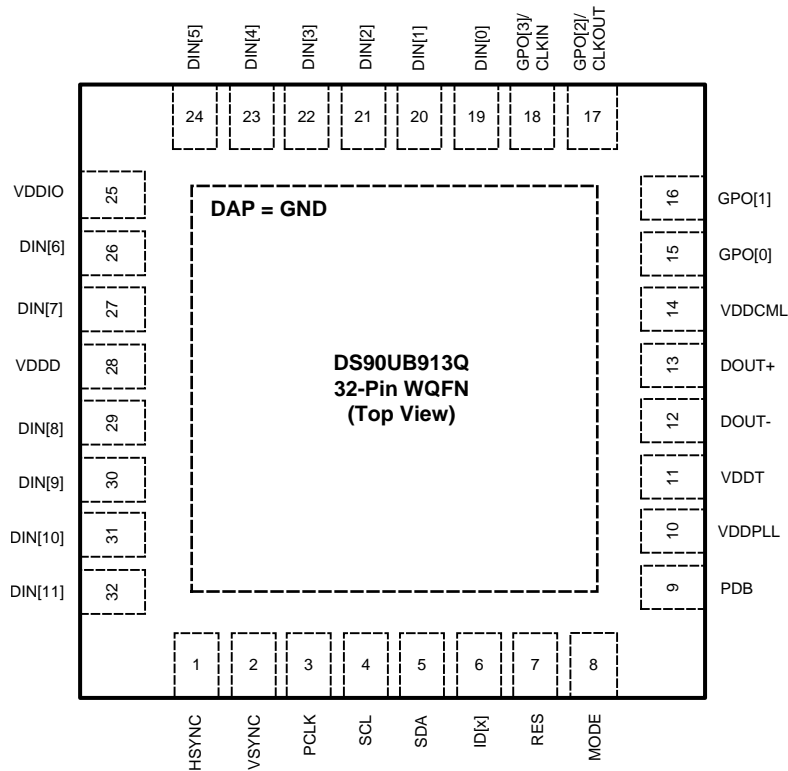 DIN[5]
DIN[4]
DIN[3]
DIN[2]
DIN[1]
DIN[0]
GPO[3]/
CLKIN
GPO[2]/
CLKOUT
24
23
22
21
20
19
18
17
VDDIO
25
DIN[6]
26
DIN[7]
27
VDDD
28
DIN[8]
29
DIN[9]
30
DIN[10]
31
DIN[11]
32
DAP = GND
DS90UB913Q
32-Pin WQFN
(Top View)
16
GPO[1]
15
GPO[0]
14
VDDCML
13
DOUT+
12
DOUT-
11
VDDT
10
VDDPLL
9
PDB
1
2
3
4
5
6
7
8
HSYNC
VSYNC
PCLK
SCL
SDA
ID[x]
RES
MODE